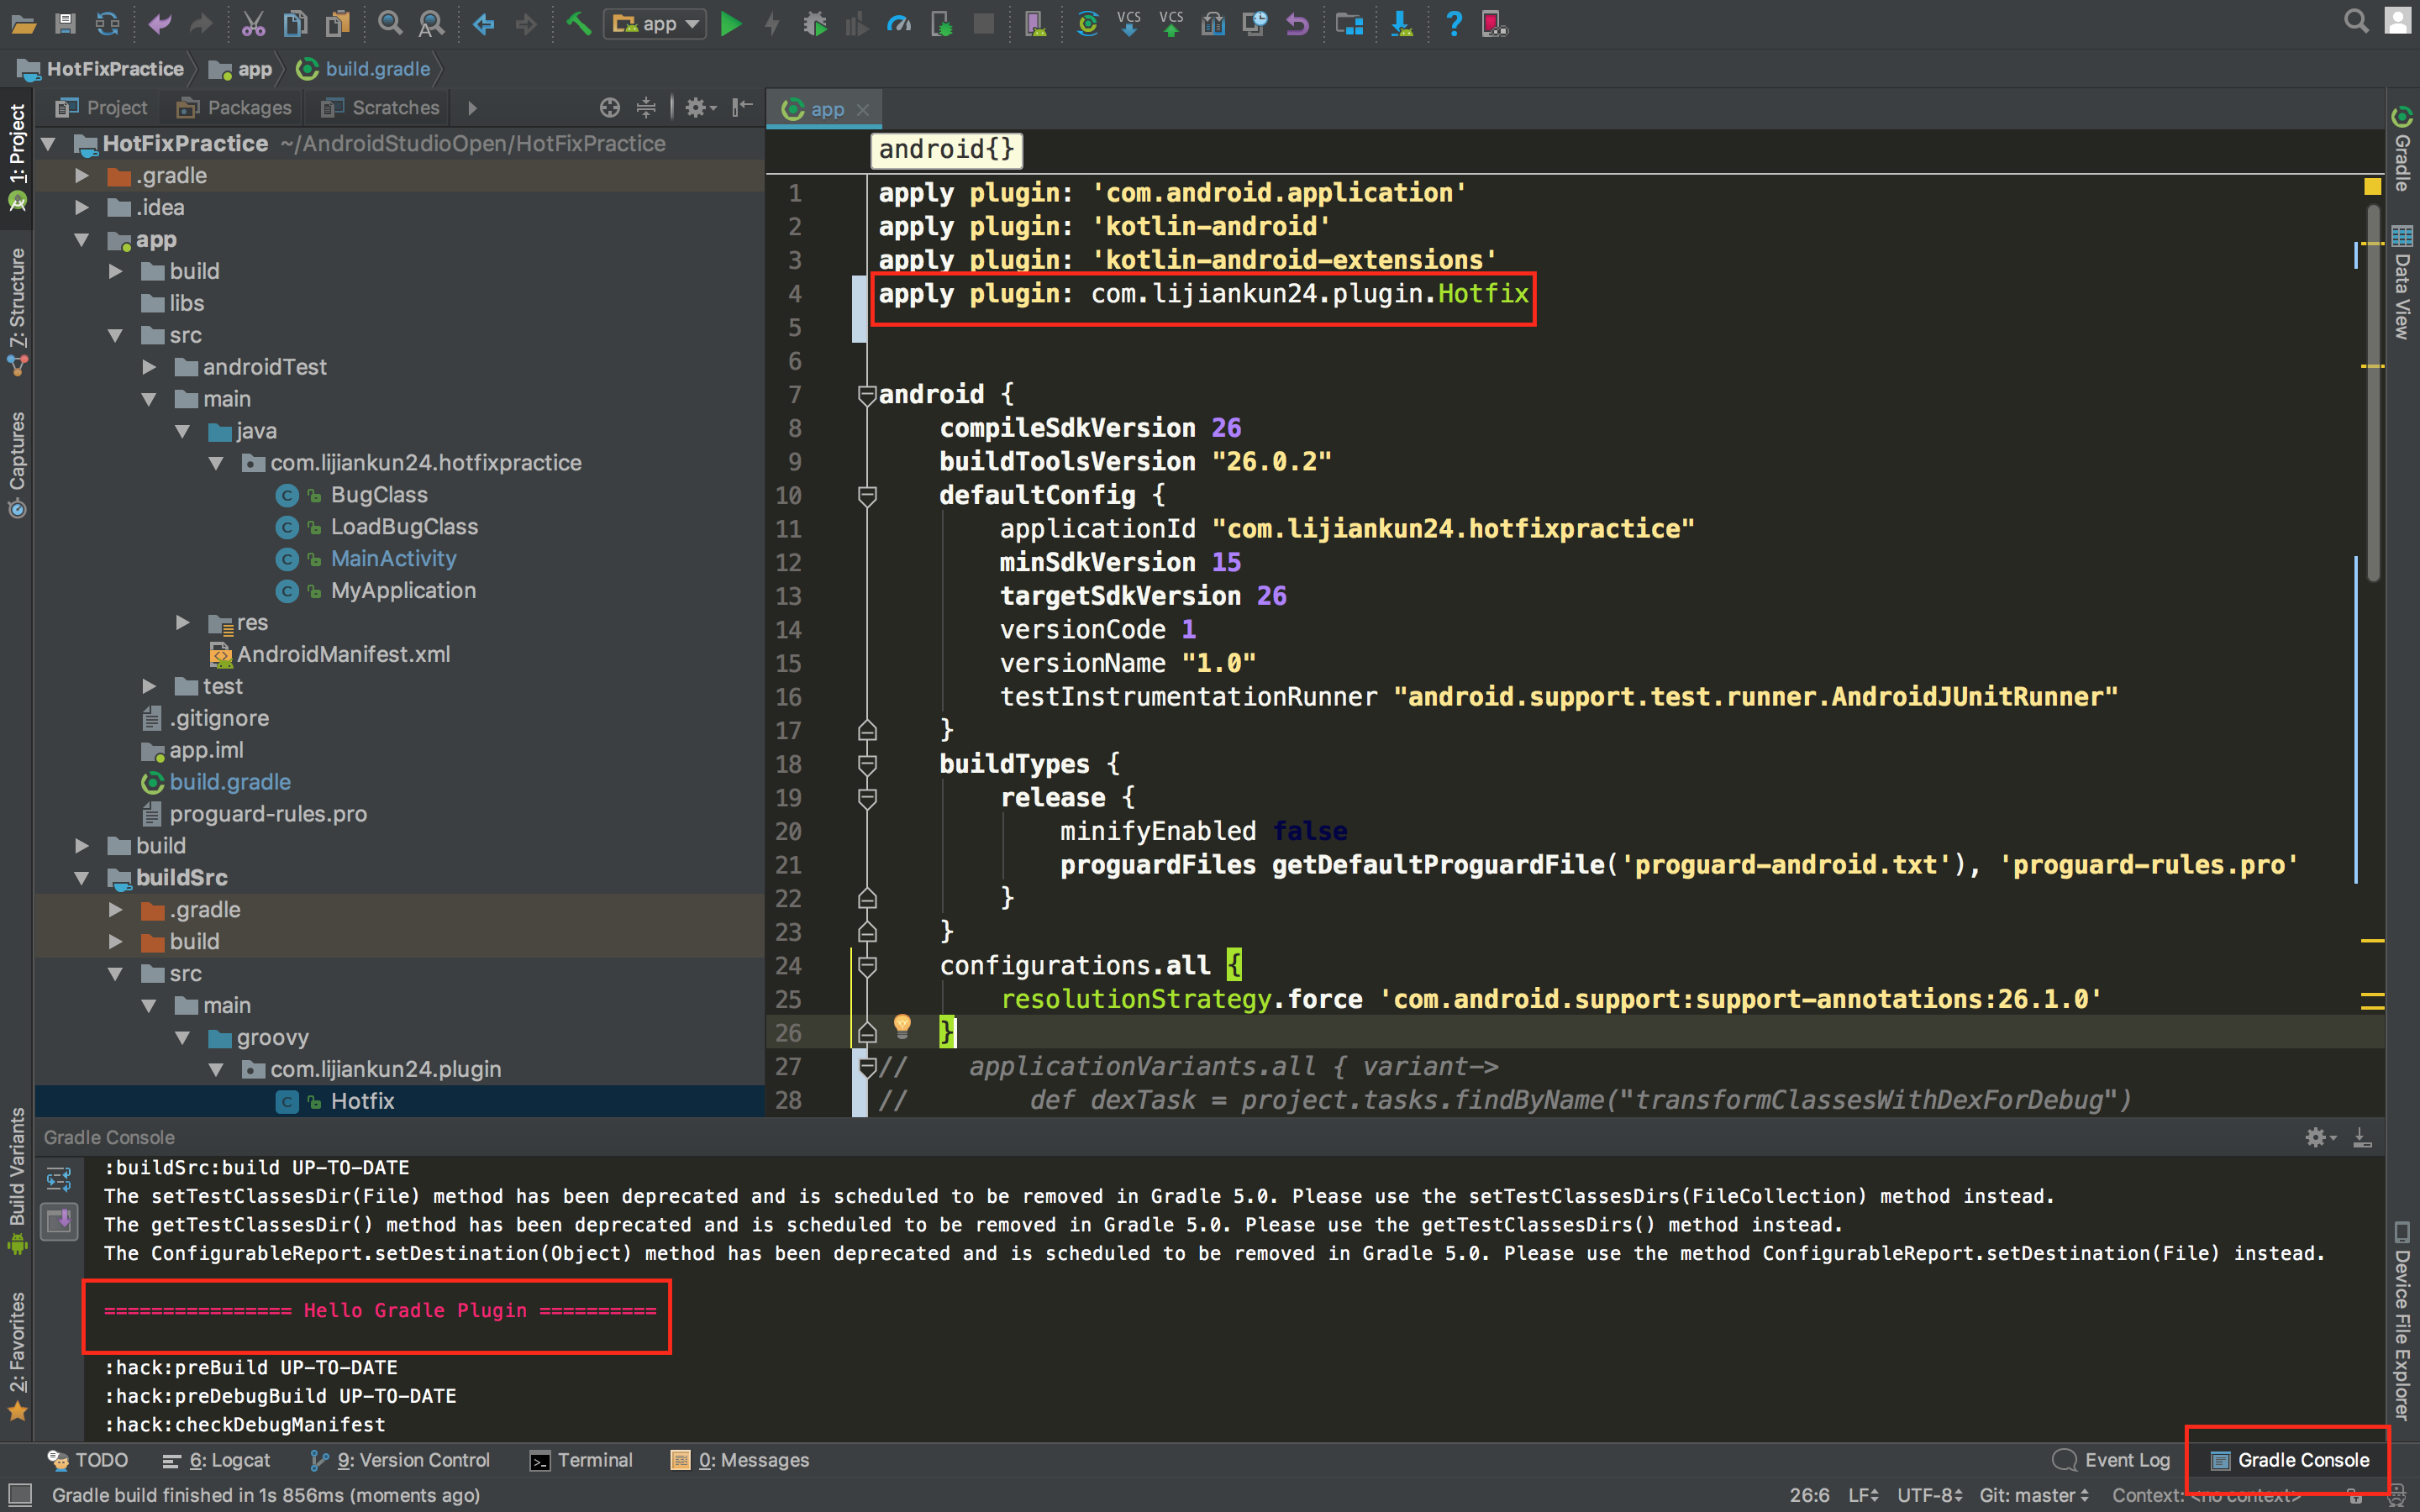 app
VCS
VCS
HotFixPractice
app
build.gradle
Project
Packages
Scratches
app
1: Project
7: Structure
Captures
Build Variants
2: Favorites
HotFixPractice ~/AndroidStudioOpen/HotFixPractice
.gradle
.idea
app
build
libs
src
androidTest
main
java
com.lijiankun24.hotfixpractice
BugClass
LoadBugClass
MainActivity
MyApplication
res
AndroidManifest.xml
test
.gitignore
app.iml
build.gradle
proguard-rules.pro
build
buildSrc
.gradle
build
src
main
groovy
com.lijiankun24.plugin
Hotfix
android{}
1 apply plugin: 'com.android.application'
2 apply plugin: 'kotlin-android'
3 apply plugin: 'kotlin-android-extensions'
4 apply plugin: com.lijiankun24.plugin.Hotfix
5
6
7 android {
8 compileSdkVersion 26
9 buildToolsVersion "26.0.2"
10 defaultConfig {
11 applicationId "com.lijiankun24.hotfixpractice"
12 minSdkVersion 15
13 targetSdkVersion 26
14 versionCode 1
15 versionName "1.0"
16 testInstrumentationRunner "android.support.test.runner.AndroidJUnitRunner"
17 }
18 buildTypes {
19 release {
20 minifyEnabled false
21 proguardFiles getDefaultProguardFile('proguard-android.txt'), 'proguard-rules.pro'
22 }
23 }
24 configurations.all {
25 resolutionStrategy.force 'com.android.support:support-annotations:26.1.0'
26 }
27 // applicationVariants.all { variant->
28 // def dexTask = project.tasks.findByName("transformClassesWithDexForDebug")
Gradle
Data View
Device File Explorer
Gradle Console
:buildSrc:build UP-TO-DATE
The setTestClassesDir(File) method has been deprecated and is scheduled to be removed in Gradle 5.0. Please use the setTestClassesDirs(FileCollection) method instead.
The getTestClassesDir() method has been deprecated and is scheduled to be removed in Gradle 5.0. Please use the getTestClassesDirs() method instead.
The ConfigurableReport.setDestination(Object) method has been deprecated and is scheduled to be removed in Gradle 5.0. Please use the method ConfigurableReport.setDestination(File) instead.
================ Hello Gradle Plugin ==========
:hack:preBuild UP-TO-DATE
:hack:preDebugBuild UP-TO-DATE
:hack:checkDebugManifest
TODO
6: Logcat
9: Version Control
Terminal
0: Messages
Event Log
Gradle Console
Gradle build finished in 1s 856ms (moments ago)
26:6
LF
UTF-8
Git: master
Context: <no context>